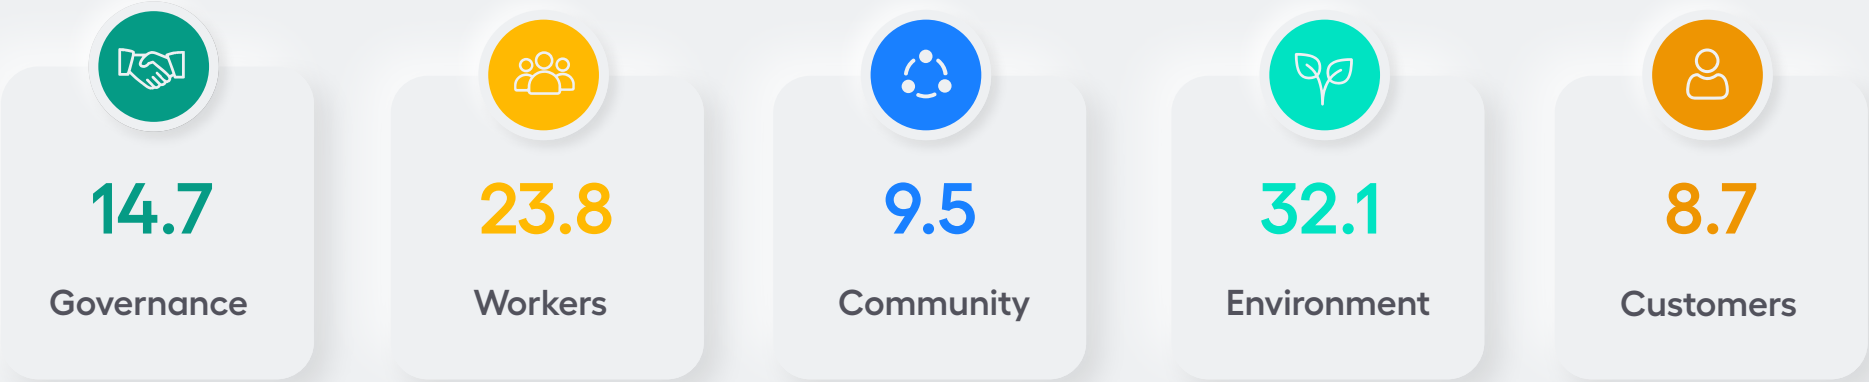 14.7
Governance
23.8
Workers
9.5
Community
32.1
Environment
8.7
Customers